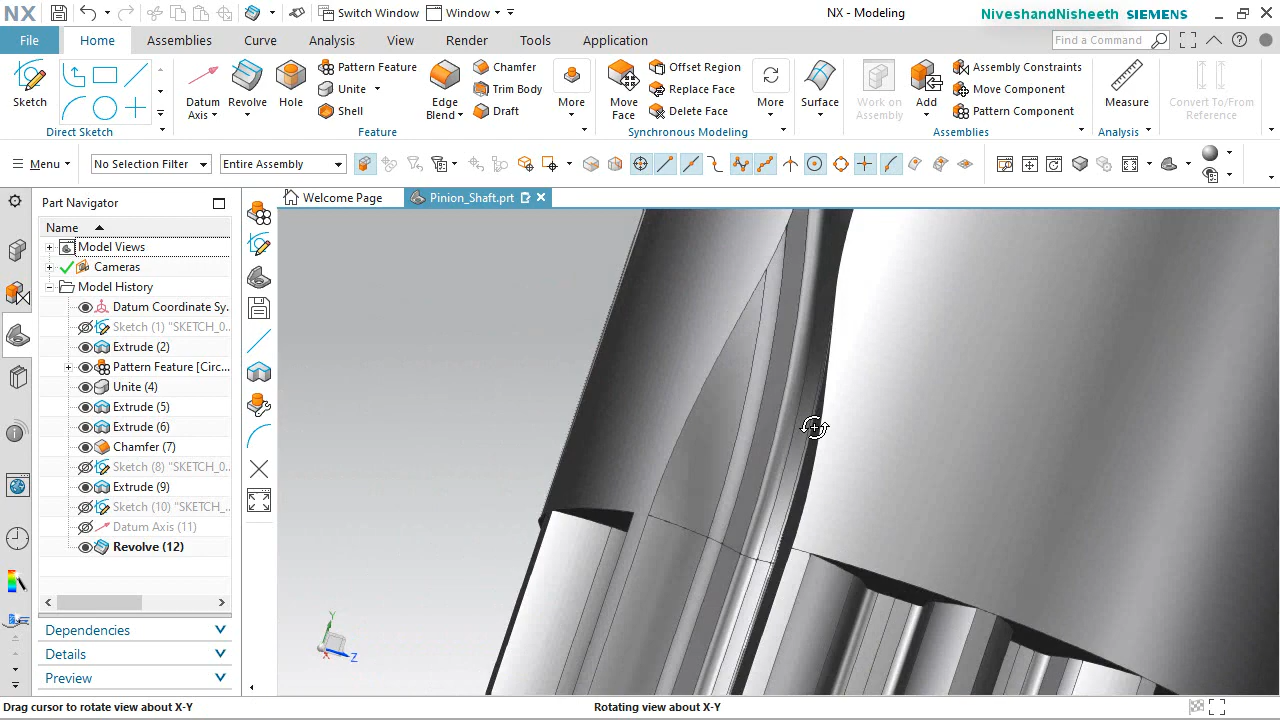 NX
Switch Window
Window
NX - Modeling
NiveshandNisheeth SIEMENS
File
Home
Assemblies
Curve
Analysis
View
Render
Tools
Application
Find a Command
Sketch
Direct Sketch
Datum Axis
Revolve
Hole
Pattern Feature
Unite
Shell
Edge Blend
Chamfer
Trim Body
Draft
More
Feature
Move Face
Offset Region
Replace Face
Delete Face
More
Synchronous Modeling
Surface
Work on Assembly
Add
Assembly Constraints
Move Component
Pattern Component
Assemblies
Measure
Analysis
Convert To/From Reference
Menu
No Selection Filter
Entire Assembly
Part Navigator
Welcome Page
Pinion_Shaft.prt
Name
Model Views
Cameras
Model History
Datum Coordinate Sy.
Sketch (1) "SKETCH_0...
Extrude (2)
Pattern Feature [Circ...
Unite (4)
Extrude (5)
Extrude (6)
Chamfer (7)
Sketch (8) "SKETCH_0...
Extrude (9)
Sketch (10) "SKETCH_...
Datum Axis (11)
Revolve (12)
Dependencies
Details
Preview
Y
X
Z
Drag cursor to rotate view about X-Y
Rotating view about X-Y